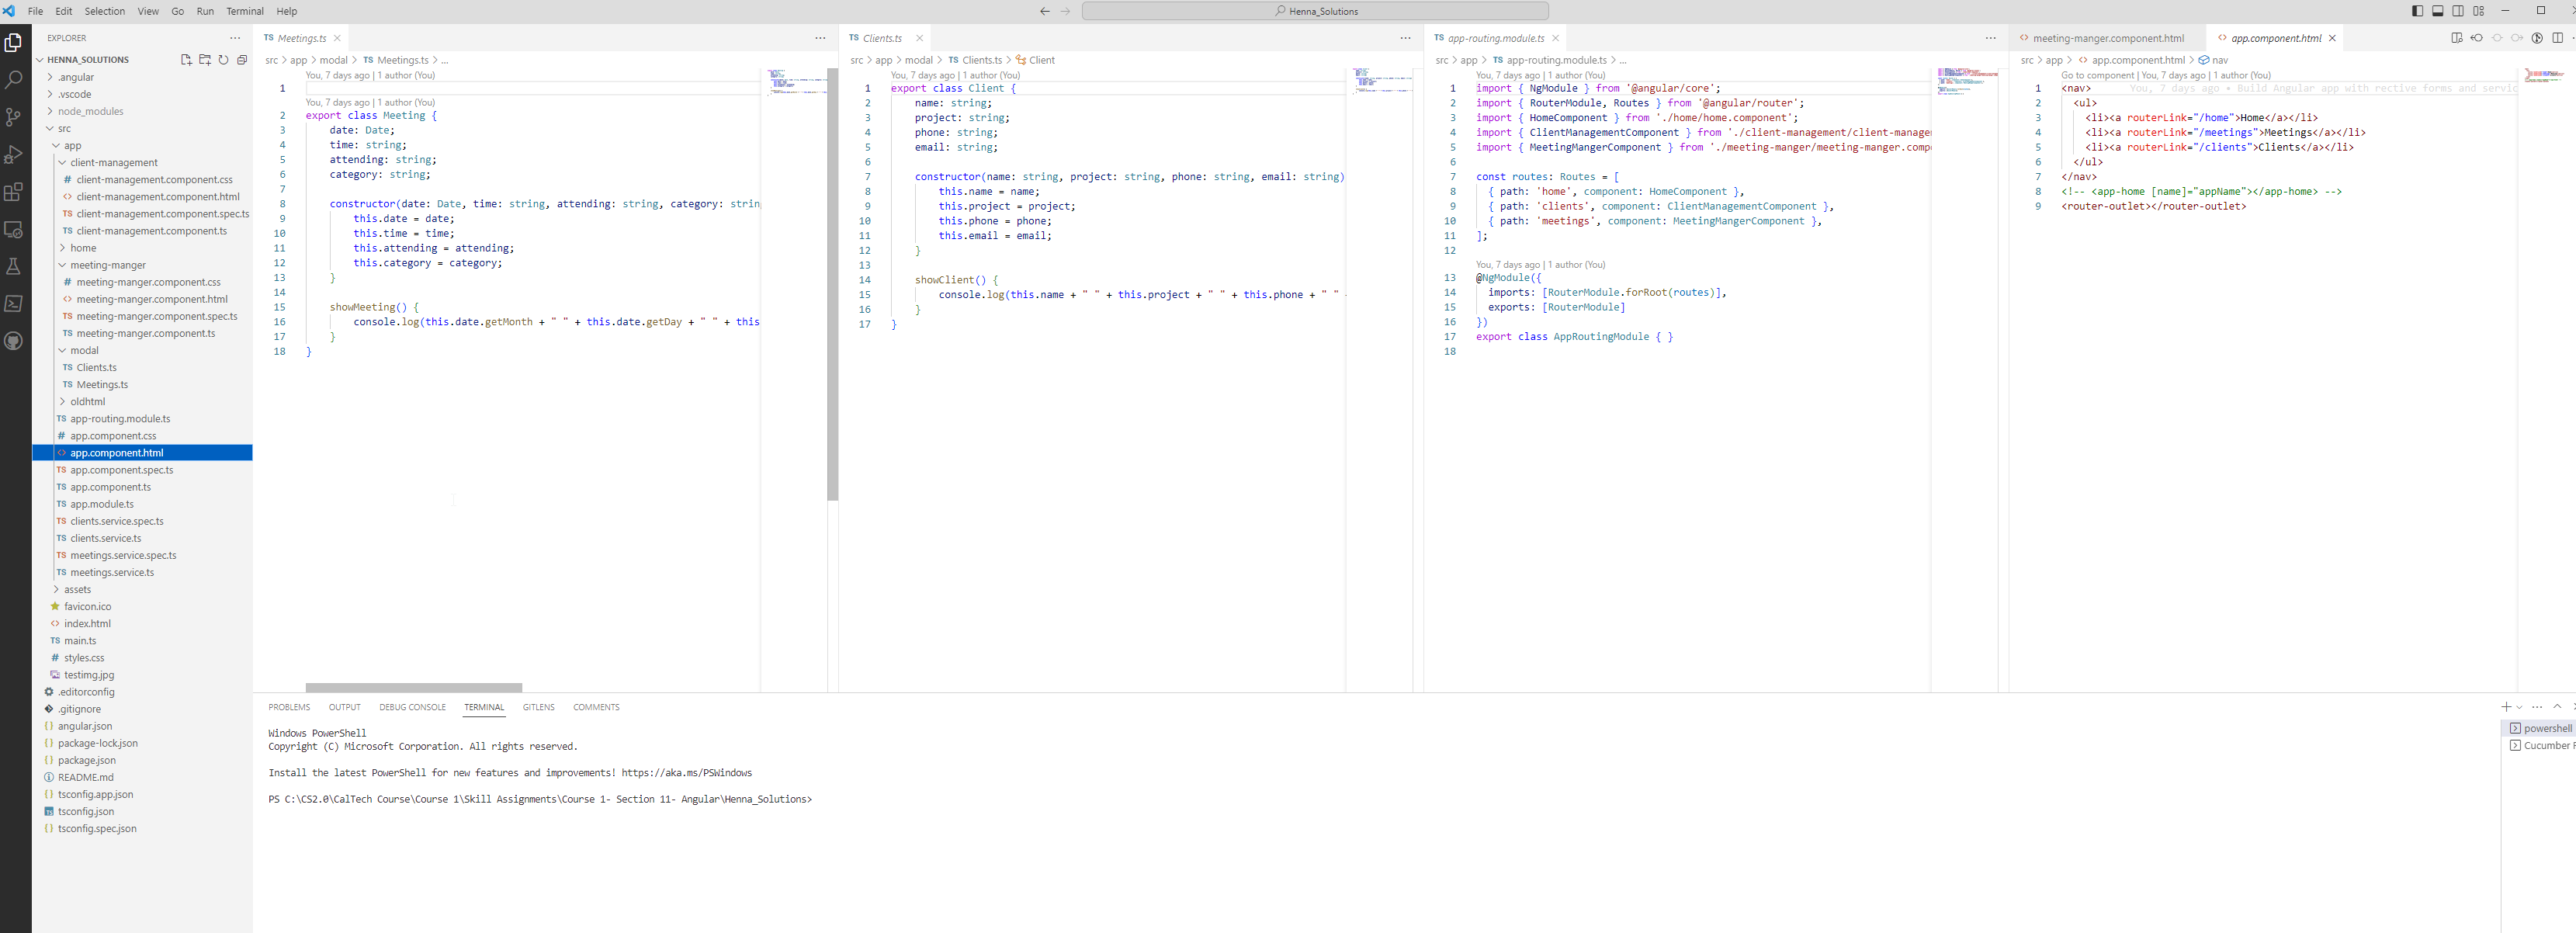 File Edit Selection View Go Run Terminal Help
Henna_Solutions
EXPLORER
HENNA_SOLUTIONS
.angular
.vscode
node_modules
src
app
client-management
client-management.component.css
client-management.component.html
client-management.component.spec.ts
client-management.component.ts
home
meeting-manger
meeting-manger.component.css
meeting-manger.component.html
meeting-manger.component.spec.ts
meeting-manger.component.ts
modal
Clients.ts
Meetings.ts
oldhtml
app-routing.module.ts
app.component.css
app.component.html
app.component.spec.ts
app.component.ts
app.module.ts
clients.service.spec.ts
clients.service.ts
meetings.service.spec.ts
meetings.service.ts
assets
favicon.ico
index.html
main.ts
styles.css
testimg.jpg
.editorconfig
.gitignore
angular.json
package-lock.json
package.json
README.md
tsconfig.app.json
tsconfig.json
tsconfig.spec.json
TS Meetings.ts
src > app > modal > TS Meetings.ts > ...
You, 7 days ago | 1 author (You)
1
You, 7 days ago | 1 author (You)
2 export class Meeting {
3 date: Date;
4 time: string;
5 attending: string;
6 category: string;
7
8 constructor(date: Date, time: string, attending: string, category: strin
9 this.date = date;
10 this.time = time;
11 this.attending = attending;
12 this.category = category;
13 }
14
15 showMeeting() {
16 console.log(this.date.getMonth + " " + this.date.getDay + " " + this
17 }
18 }
TS Clients.ts
src > app > modal > TS Clients.ts > Client
You, 7 days ago | 1 author (You)
1 export class Client {
2 name: string;
3 project: string;
4 phone: string;
5 email: string;
6
7 constructor(name: string, project: string, phone: string, email: string)
8 this.name = name;
9 this.project = project;
10 this.phone = phone;
11 this.email = email;
12 }
13
14 showClient() {
15 console.log(this.name + " " + this.project + " " + this.phone + " "
16 }
17 }
TS app-routing.module.ts
src > app > TS app-routing.module.ts > ...
You, 7 days ago | 1 author (You)
1 import { NgModule } from '@angular/core';
2 import { RouterModule, Routes } from '@angular/router';
3 import { HomeComponent } from './home/home.component';
4 import { ClientManagementComponent } from './client-management/client-manage
5 import { MeetingMangerComponent } from './meeting-manger/meeting-manger.comp
6
7 const routes: Routes = [
8 { path: 'home', component: HomeComponent },
9 { path: 'clients', component: ClientManagementComponent },
10 { path: 'meetings', component: MeetingMangerComponent },
11 ];
12
You, 7 days ago | 1 author (You)
13 @NgModule({
14 imports: [RouterModule.forRoot(routes)],
15 exports: [RouterModule]
16 })
17 export class AppRoutingModule { }
18
meeting-manger.component.html app.component.html
src > app > app.component.html > nav
Go to component | You, 7 days ago | 1 author (You)
1 <nav> You, 7 days ago • Build Angular app with rective forms and servic
2 <ul>
3 <li><a routerLink="/home">Home</a></li>
4 <li><a routerLink="/meetings">Meetings</a></li>
5 <li><a routerLink="/clients">Clients</a></li>
6 </ul>
7 </nav>
8 <!-- <app-home [name]="appName"></app-home> -->
9 <router-outlet></router-outlet>
PROBLEMS OUTPUT DEBUG CONSOLE TERMINAL GITLENS COMMENTS
Windows PowerShell
Copyright (C) Microsoft Corporation. All rights reserved.
Install the latest PowerShell for new features and improvements! https://aka.ms/PSWindows
PS C:\CS2.0\CalTech Course\Course 1\Skill Assignments\Course 1- Section 11- Angular\Henna_Solutions>
powershell
Cucumber